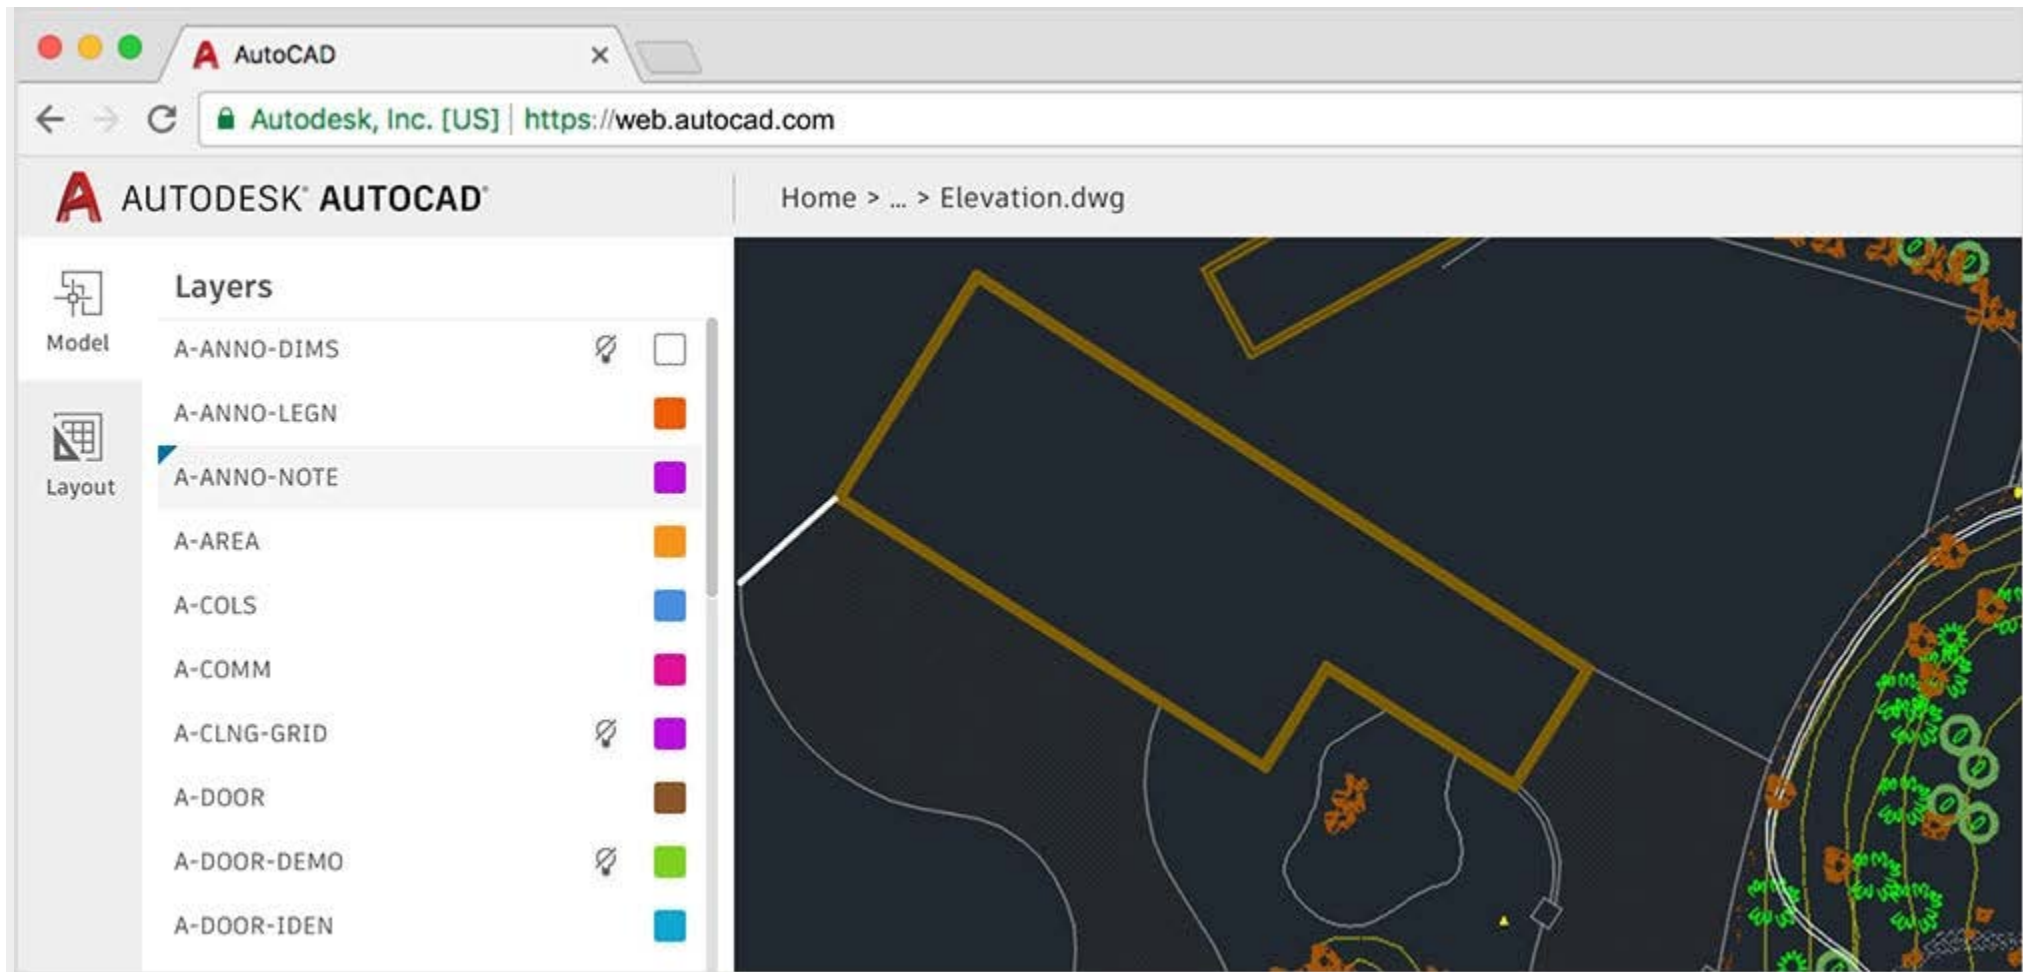 AutoCAD
Autodesk, Inc. [US] | https://web.autocad.com
AUTODESK® AUTOCAD®
Home > ... > Elevation.dwg
Model
Layout
Layers
A-ANNO-DIMS
A-ANNO-LEGN
A-ANNO-NOTE
A-AREA
A-COLS
A-COMM
A-CLNG-GRID
A-DOOR
A-DOOR-DEMO
A-DOOR-IDEN